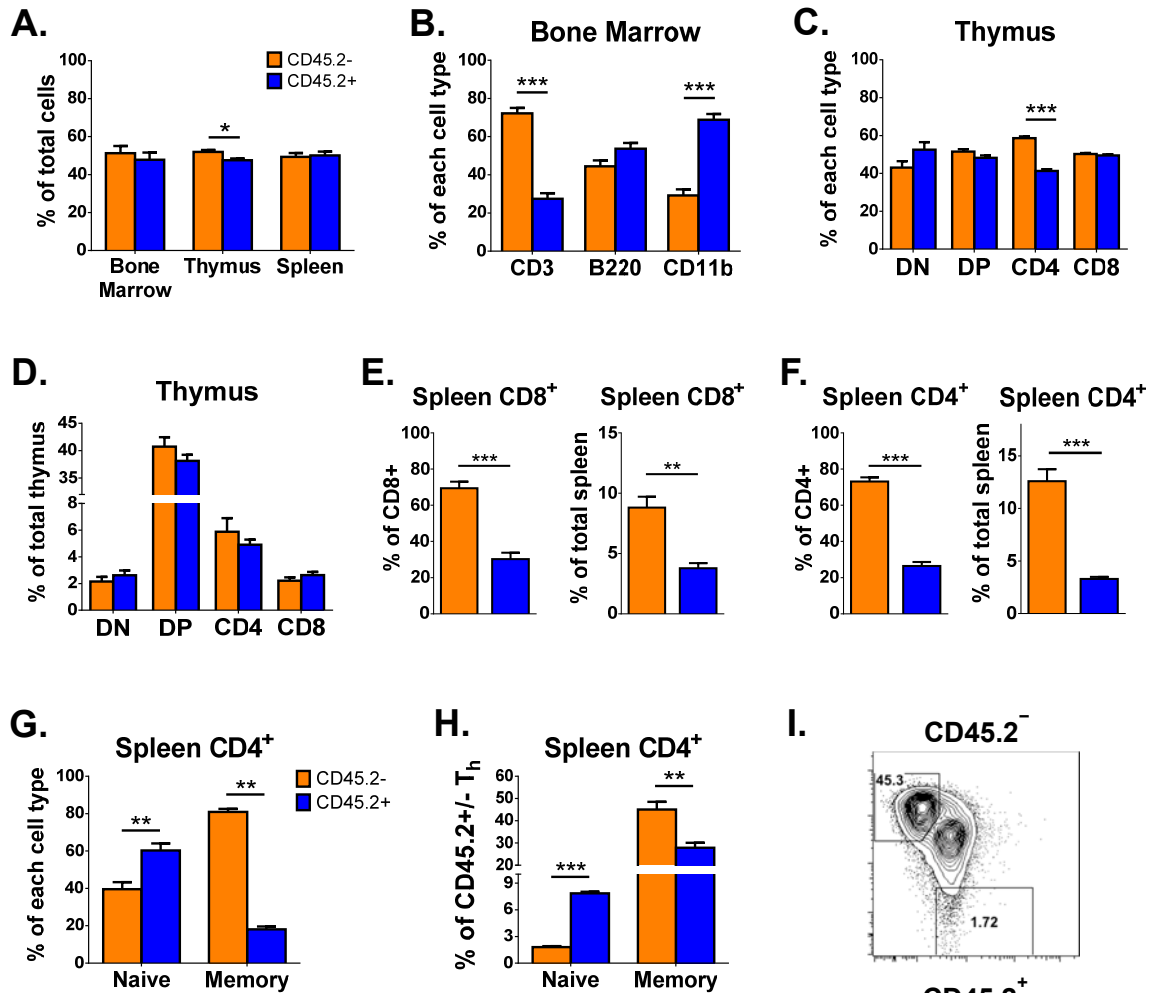 A.
% of total cells
100
80
60
40
20
0
CD45.2-
CD45.2+
*
Bone Marrow
Thymus
Spleen
B.
Bone Marrow
% of each cell type
100
80
60
40
20
0
***
***
CD3
B220
CD11b
C.
Thymus
% of each cell type
100
80
60
40
20
0
***
DN
DP
CD4
CD8
D.
Thymus
% of total thymus
45
40
35
8
6
4
2
0
DN
DP
CD4
CD8
E.
Spleen CD8+
% of CD8+
100
80
60
40
20
0
***
Spleen CD8+
% of total spleen
15
10
5
0
**
F.
Spleen CD4+
% of CD4+
100
80
60
40
20
0
***
Spleen CD4+
% of total spleen
15
10
5
0
***
G.
Spleen CD4+
% of each cell type
100
80
60
40
20
0
CD45.2-
CD45.2+
**
**
Naive
Memory
H.
Spleen CD4+
% of CD45.2+/- Th
60
50
40
30
20
9
6
3
0
***
**
Naive
Memory
I.
CD45.2−
45.3
1.72